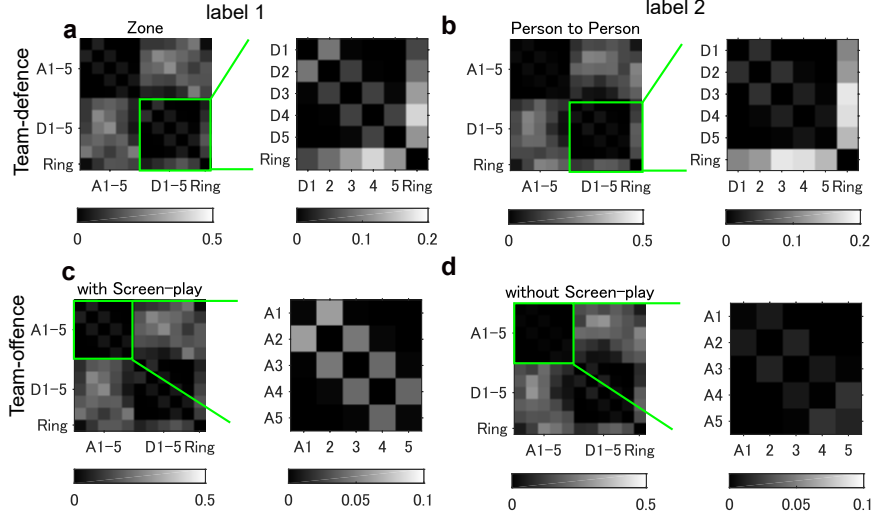 label 1
label 2
a
Zone
b
Person to Person
Team-defence
A1-5
D1-5
Ring
A1-5 D1-5 Ring
0 0.5
D1
D2
D3
D4
D5
Ring
D1 2 3 4 5 Ring
0 0.1 0.2
A1-5
D1-5
Ring
A1-5 D1-5 Ring
0 0.5
D1
D2
D3
D4
D5
Ring
D1 2 3 4 5 Ring
0 0.1 0.2
c
with Screen-play
d
without Screen-play
Team-offence
A1-5
D1-5
Ring
A1-5 D1-5 Ring
0 0.5
A1
A2
A3
A4
A5
A1 2 3 4 5
0 0.05 0.1
A1-5
D1-5
Ring
A1-5 D1-5 Ring
0 0.5
A1
A2
A3
A4
A5
A1 2 3 4 5
0 0.05 0.1